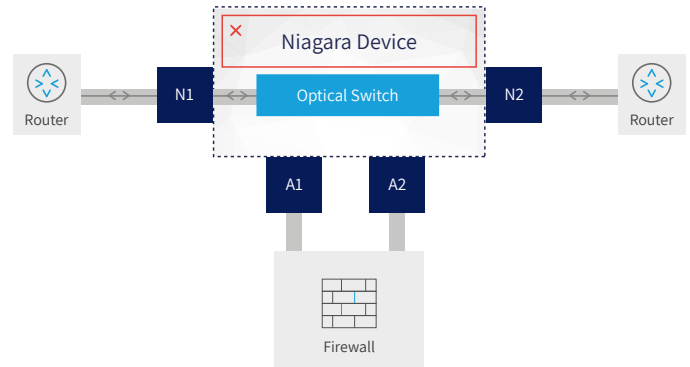 Niagara Device
Router
N1
Optical Switch
N2
Router
A1
A2
Firewall